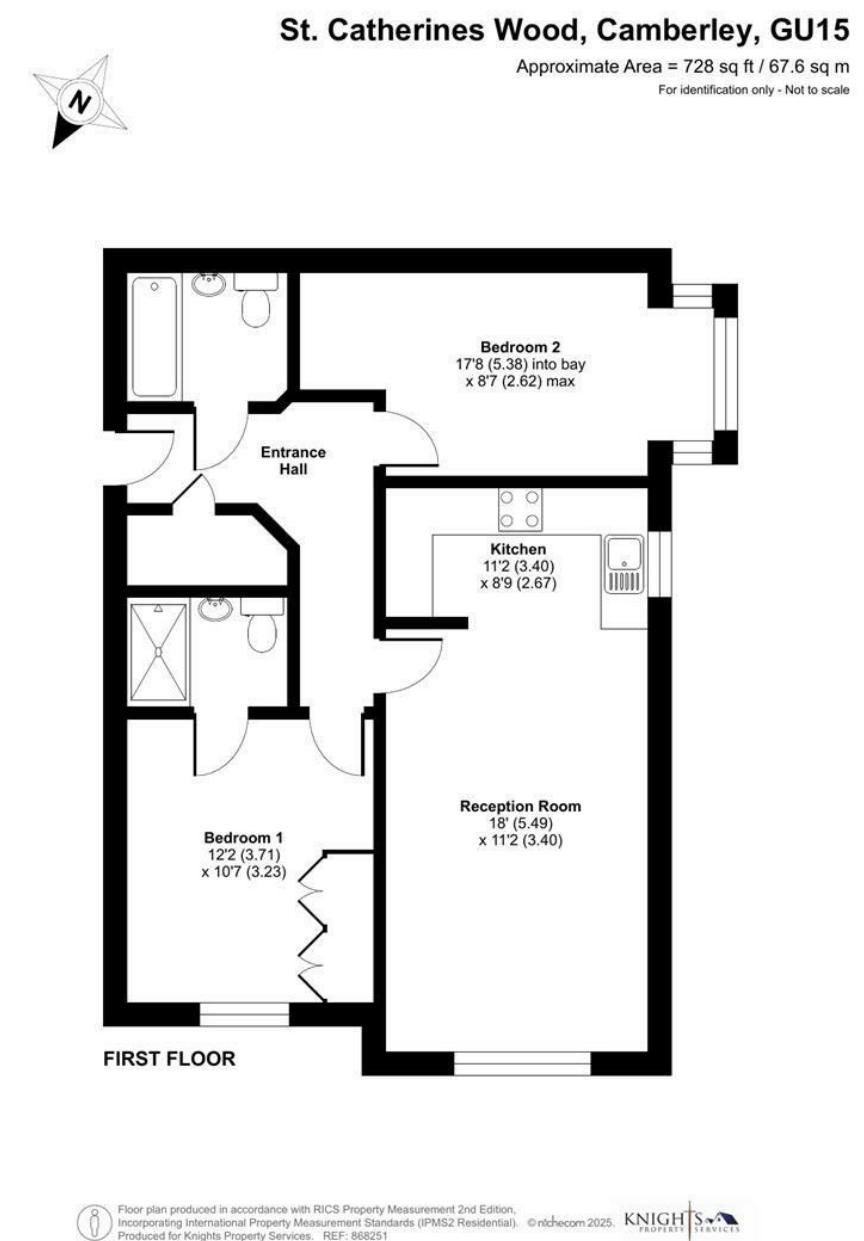 St. Catherines Wood, Camberley, GU15
Approximate Area = 728 sq ft / 67.6 sq m
For identification only - Not to scale
N
Bedroom 2
17'8 (5.38) into bay
x 8'7 (2.62) max
Entrance
Hall
Kitchen
11'2 (3.40)
x 8'9 (2.67)
Reception Room
18' (5.49)
x 11'2 (3.40)
Bedroom 1
12'2 (3.71)
x 10'7 (3.23)
FIRST FLOOR
Floor plan produced in accordance with RICS Property Measurement 2nd Edition,
Incorporating International Property Measurement Standards (IPMS2 Residential). © nichecom 2025.
Produced for Knights Property Services. REF: 868251
KNIGHTS
PROPERTY SERVICES